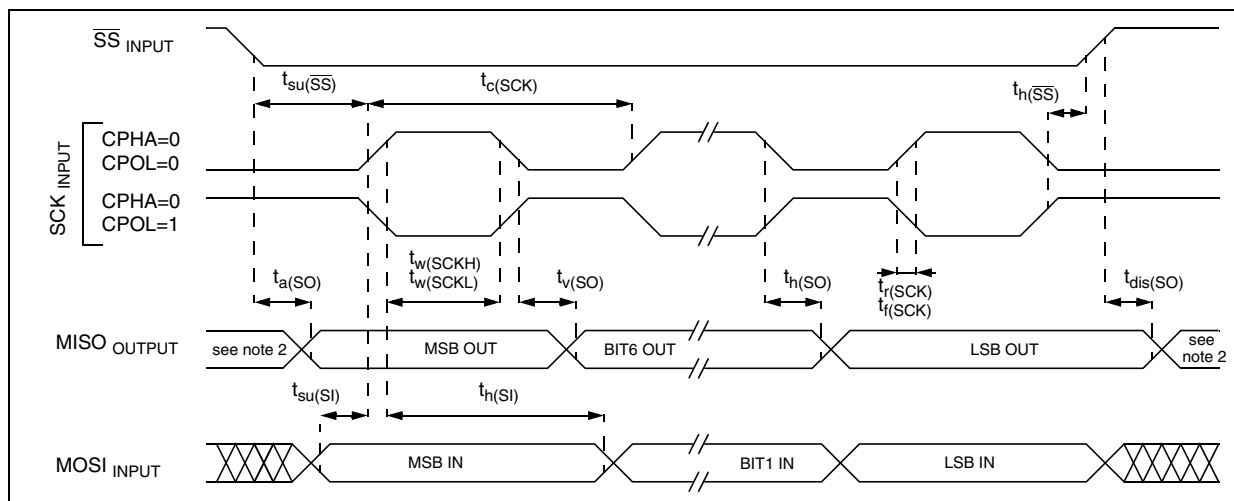 SS INPUT
tsu(SS)
tc(SCK)
th(SS)
SCK INPUT
CPHA=0
CPOL=0
CPHA=0
CPOL=1
ta(SO)
tw(SCKH)
tw(SCKL)
tv(SO)
th(SO)
tr(SCK)
tf(SCK)
tdis(SO)
MISO OUTPUT
see note 2
MSB OUT
BIT6 OUT
LSB OUT
see
note 2
tsu(SI)
th(SI)
MOSI INPUT
MSB IN
BIT1 IN
LSB IN